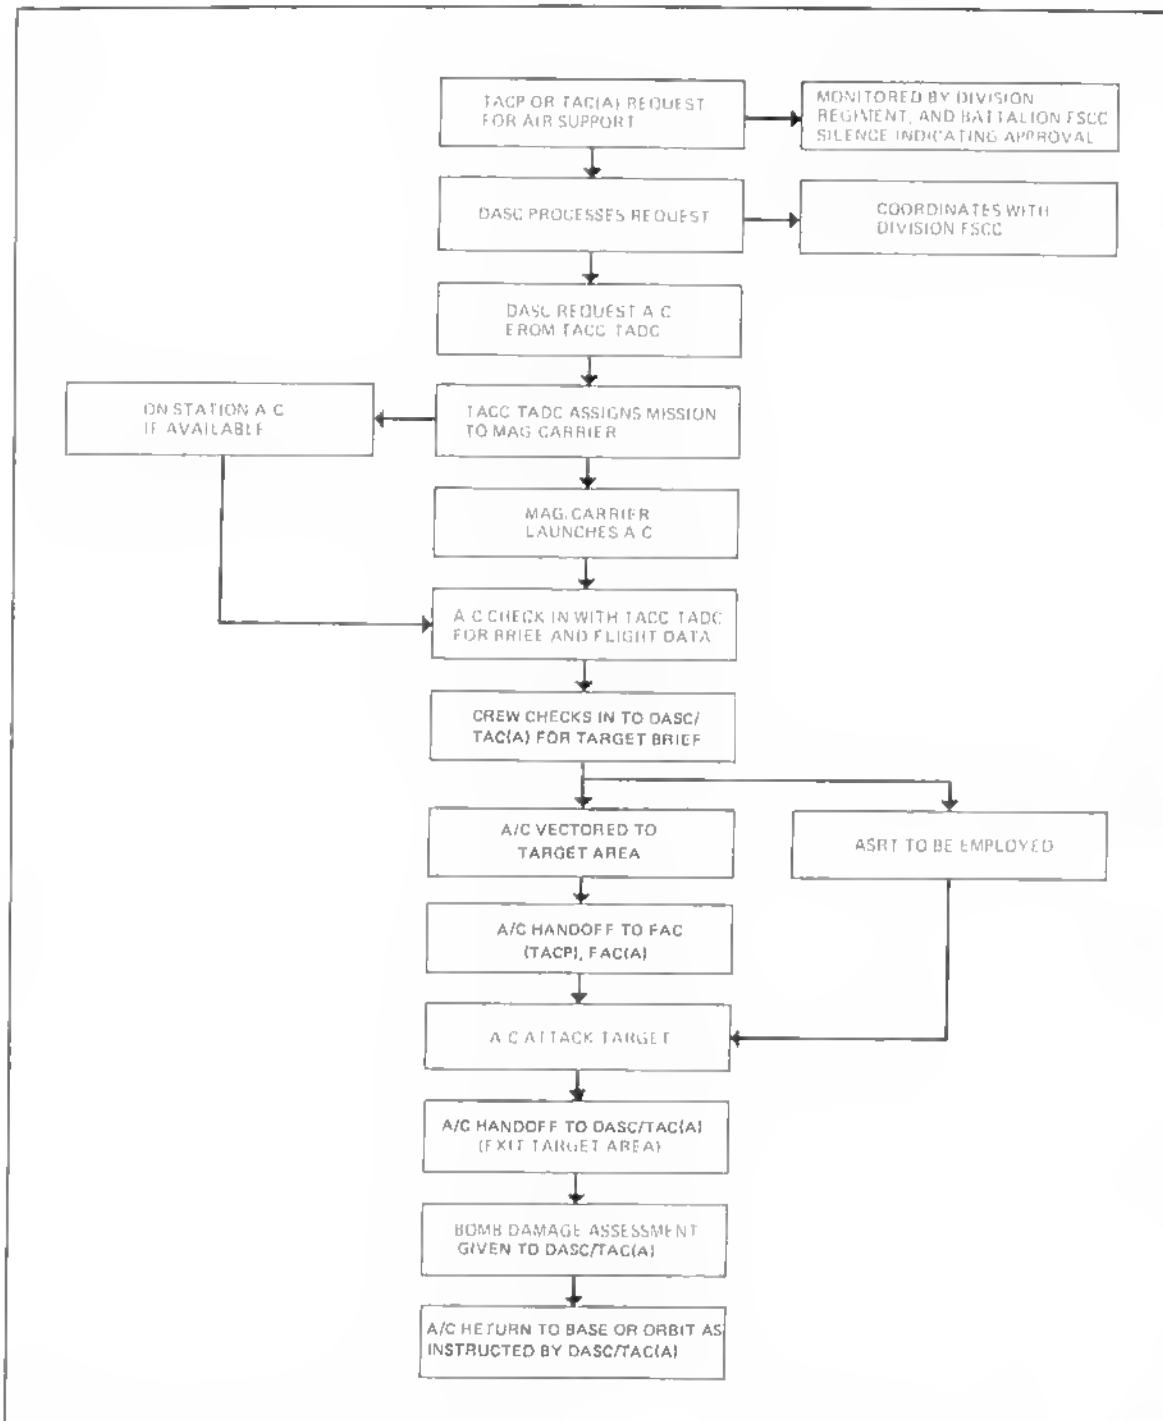 TACP OR TAC(A) REQUEST
FOR AIR SUPPORT
MONITORED BY DIVISION
REGIMENT, AND BATTALION FSCC
SILENCE INDICATING APPROVAL
DASC PROCESSES REQUEST
COORDINATES WITH
DIVISION FSCC
DASC REQUEST A C
FROM TACC TADC
ON STATION A C
IF AVAILABLE
TACC TADC ASSIGNS MISSION
TO MAG CARRIER
MAG/CARRIER
LAUNCHES A C
A C CHECK IN WITH TACC TADC
FOR BRIEF AND FLIGHT DATA
CREW CHECKS IN TO DASC/
TAC(A) FOR TARGET BRIEF
A/C VECTORED TO
TARGET AREA
ASRT TO BE EMPLOYED
A/C HANDOFF TO FAC
(TACP), FAC(A)
A C ATTACK TARGET
A/C HANDOFF TO DASC/TAC(A)
(EXIT TARGET AREA)
BOMB DAMAGE ASSESSMENT
GIVEN TO DASC/TAC(A)
A/C RETURN TO BASE OR ORBIT AS
INSTRUCTED BY DASC/TAC(A)